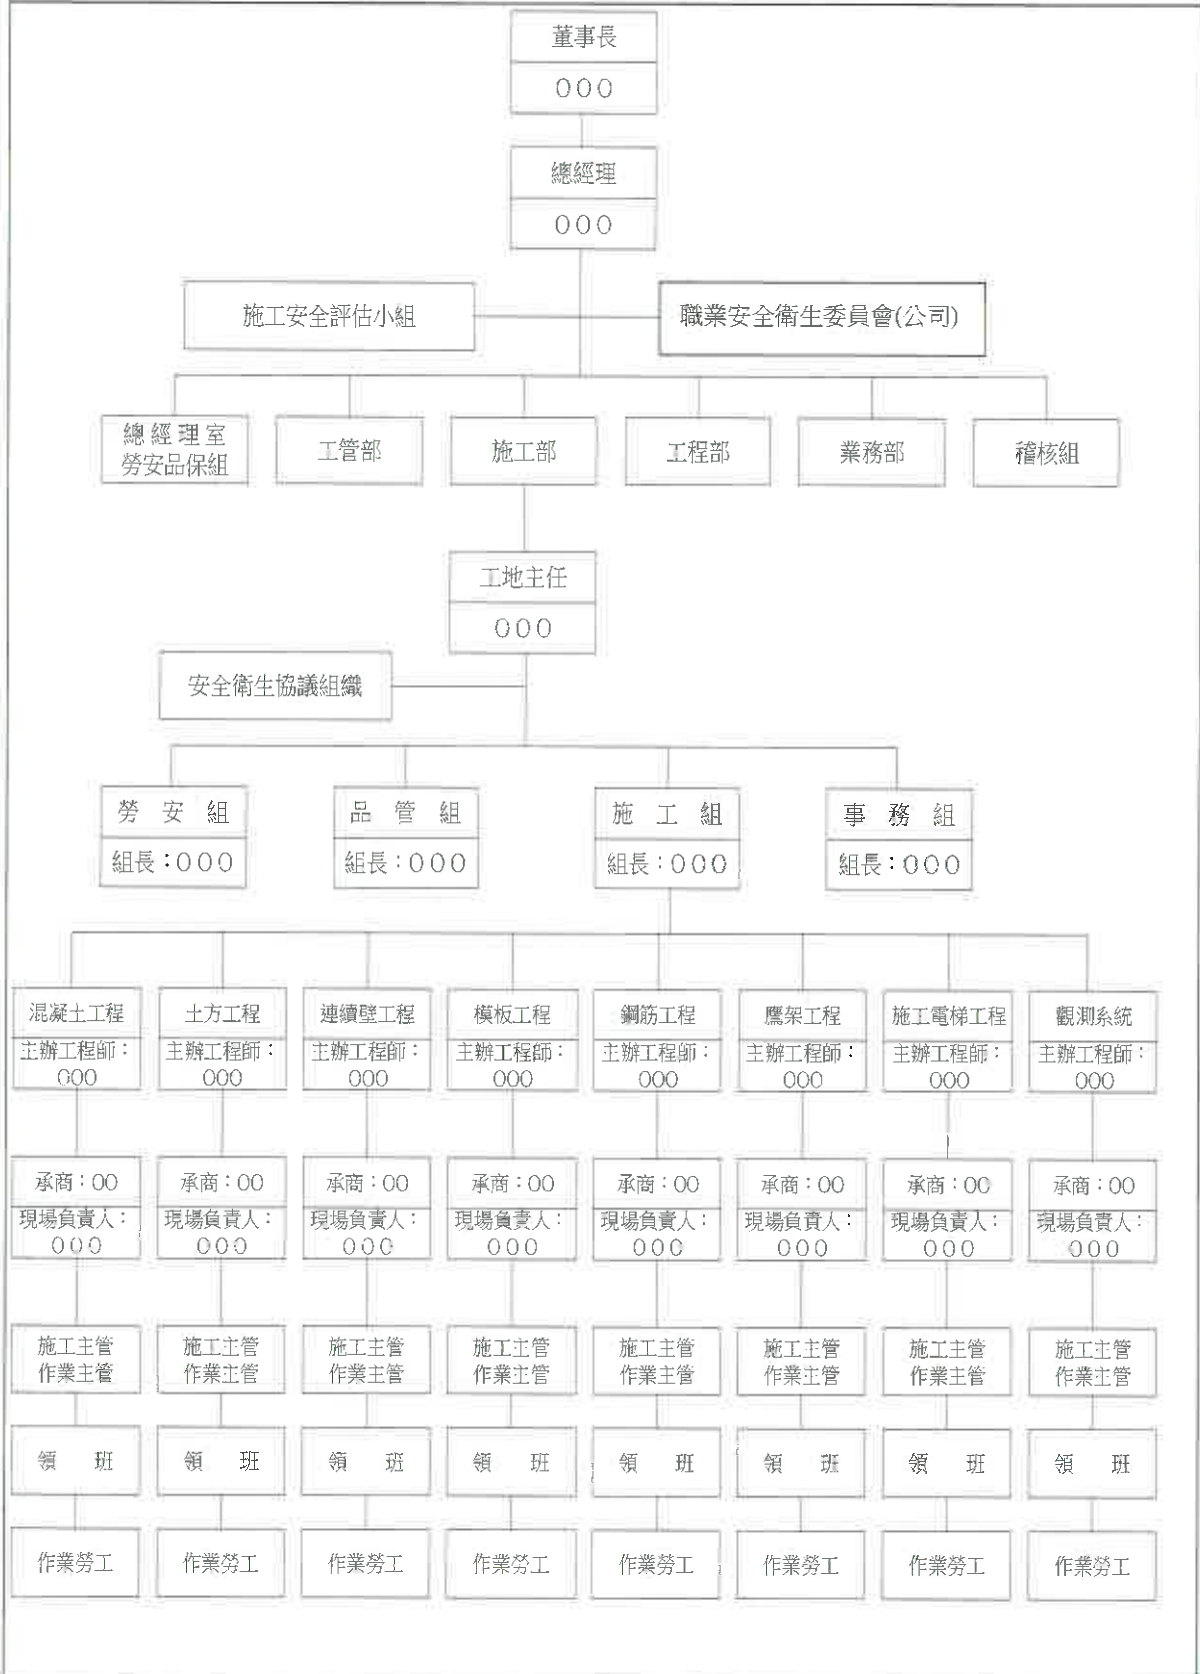 董事長
000
總經理
000
施工安全評估小組
職業安全衛生委員會(公司)
總經理室
勞安品保組
工管部
施工部
工程部
業務部
稽核組
工地主任
000
安全衛生協議組織
勞 安 組
組長：000
品 管 組
組長：000
施 工 組
組長：000
事 務 組
組長：000
混凝土工程
土方工程
連續壁工程
模板工程
鋼筋工程
鷹架工程
施工電梯工程
觀測系統
主辦工程師：
000
主辦工程師：
000
主辦工程師：
000
主辦工程師：
000
主辦工程師：
000
主辦工程師：
000
主辦工程師：
000
主辦工程師：
000
承商：00
承商：00
承商：00
承商：00
承商：00
承商：00
承商：00
承商：00
現場負責人：
000
現場負責人：
000
現場負責人：
000
現場負責人：
000
現場負責人：
000
現場負責人：
000
現場負責人：
000
現場負責人：
000
施工主管
作業主管
施工主管
作業主管
施工主管
作業主管
施工主管
作業主管
施工主管
作業主管
施工主管
作業主管
施工主管
作業主管
施工主管
作業主管
領 班
領 班
領 班
領 班
領 班
領 班
領 班
領 班
作業勞工
作業勞工
作業勞工
作業勞工
作業勞工
作業勞工
作業勞工
作業勞工